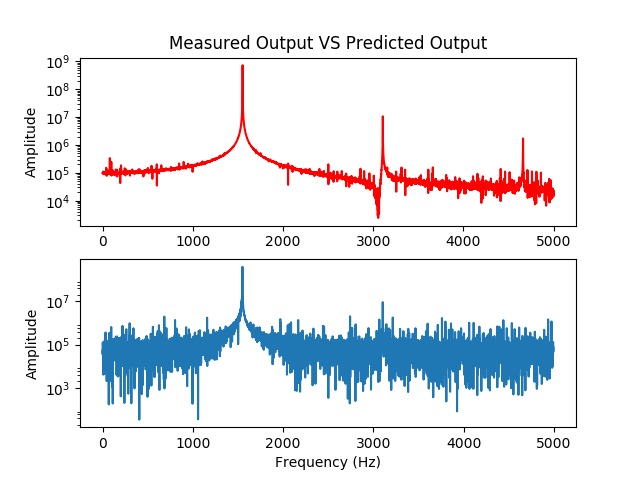 Measured Output VS Predicted Output
10⁹
10⁸
10⁷
10⁶
10⁵
10⁴
Amplitude
0 1000 2000 3000 4000 5000
10⁷
10⁵
10³
Amplitude
0 1000 2000 3000 4000 5000
Frequency (Hz)